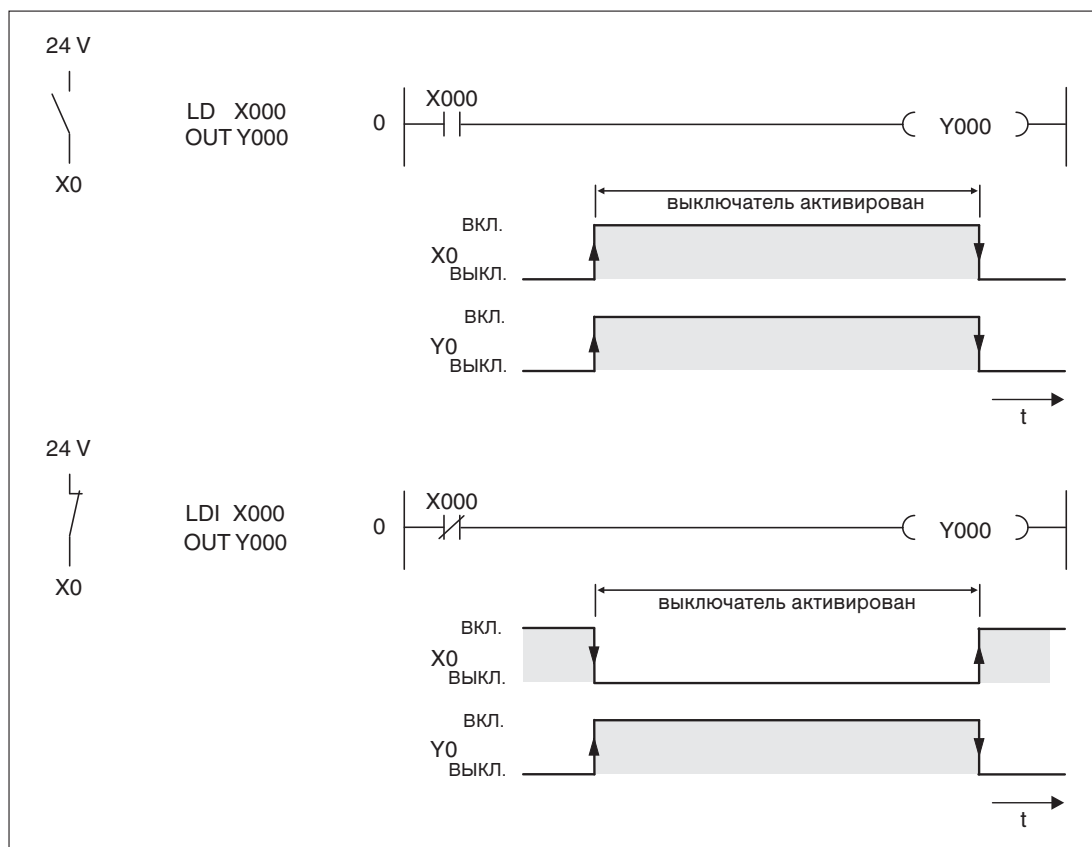 24 V
X0
LD X000
OUT Y000
0
X000
Y000
выключатель активирован
ВКЛ.
X0
ВЫКЛ.
ВКЛ.
Y0
ВЫКЛ.
t
24 V
X0
LDI X000
OUT Y000
0
X000
Y000
выключатель активирован
ВКЛ.
X0
ВЫКЛ.
ВКЛ.
Y0
ВЫКЛ.
t